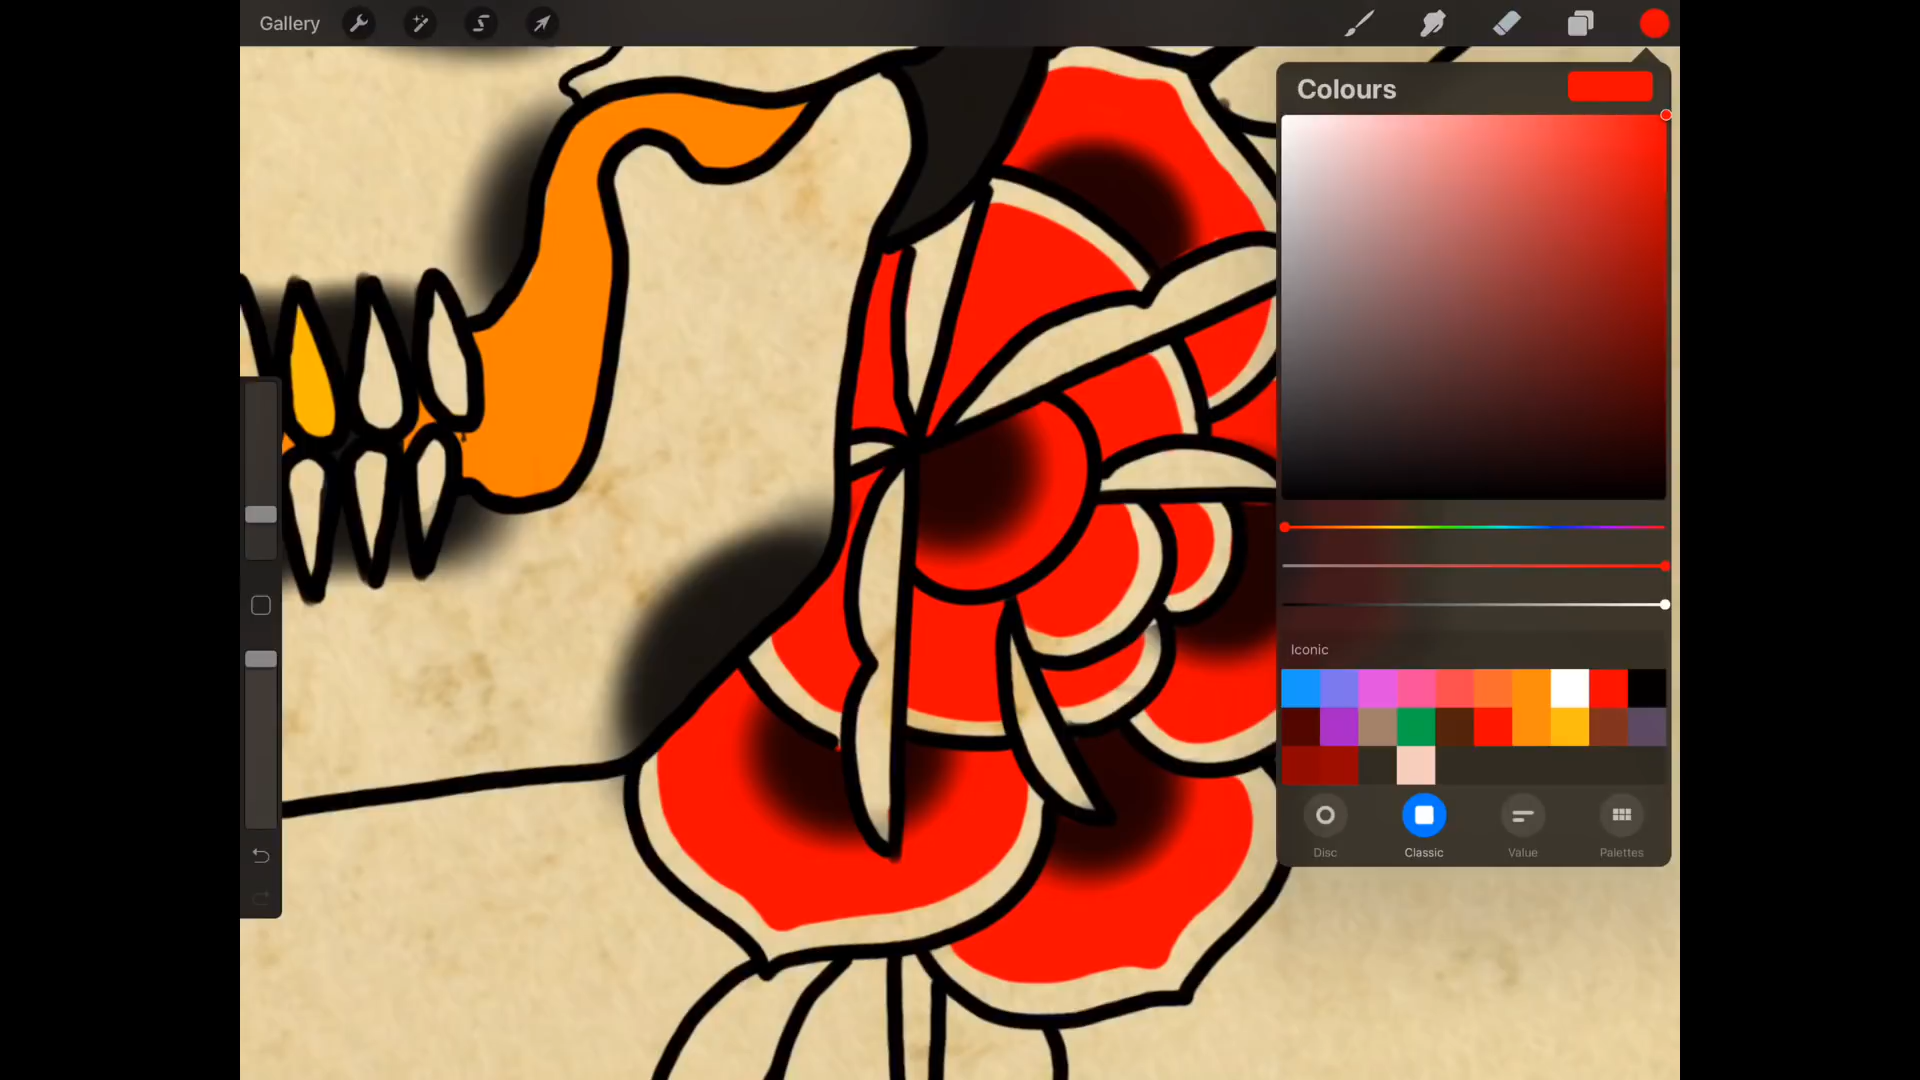 Gallery
Colours
Iconic
Disc
Classic
Value
Palettes